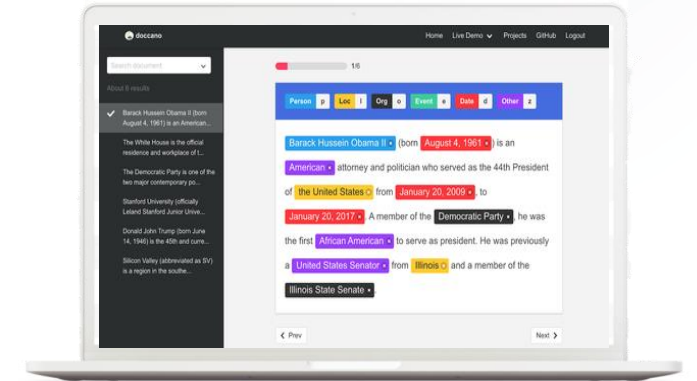 doccano
Home Live Demo Projects GitHub Logout
Search document
About 6 results
Barack Hussein Obama II (born
August 4, 1961) is an American...
The White House is the official
residence and workplace of t...
The Democratic Party is one of the
two major contemporary po...
Stanford University (officially
Leland Stanford Junior Unive...
Donald John Trump (born June
14, 1946) is the 45th and curre...
Silicon Valley (abbreviated as SV)
is a region in the southe...
1/6
Person p Loc l Org o Event e Date d Other z
Barack Hussein Obama II (born August 4, 1961) is an
American attorney and politician who served as the 44th President
of the United States from January 20, 2009 to
January 20, 2017. A member of the Democratic Party, he was
the first African American to serve as president. He was previously
a United States Senator from Illinois and a member of the
Illinois State Senate.
Prev
Next